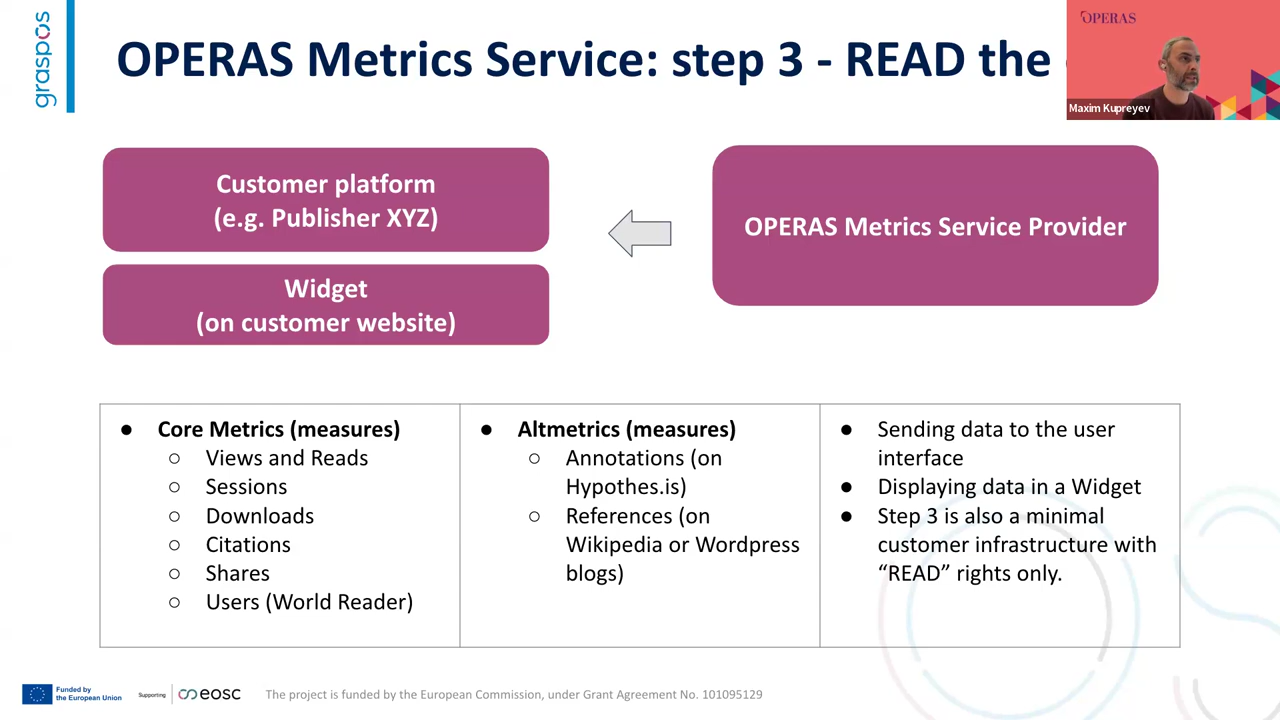 graspos
OPERAS Metrics Service: step 3 - READ the
OPERAS
Maxim Kupreyev
Customer platform
(e.g. Publisher XYZ)
Widget
(on customer website)
OPERAS Metrics Service Provider
● Core Metrics (measures)
○ Views and Reads
○ Sessions
○ Downloads
○ Citations
○ Shares
○ Users (World Reader)
● Altmetrics (measures)
○ Annotations (on
Hypothes.is)
○ References (on
Wikipedia or Wordpress
blogs)
● Sending data to the user
interface
● Displaying data in a Widget
● Step 3 is also a minimal
customer infrastructure with
“READ” rights only.
Funded by
the European Union
Supporting
eosc
The project is funded by the European Commission, under Grant Agreement No. 101095129